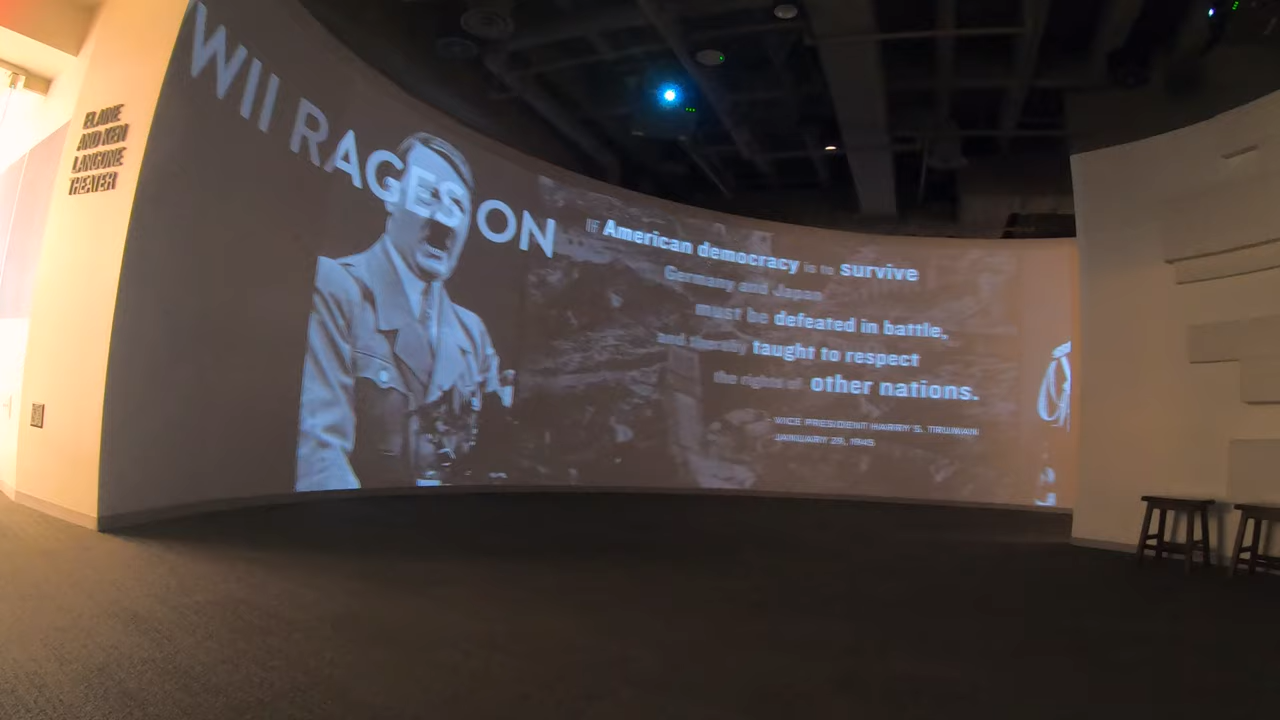 ELAINE
AND KEN
LANGONE
THEATER
WII RAGES ON
IF American democracy is to survive
Germany and Japan
must be defeated in battle,
and sternly taught to respect
the rights of other nations.
- VICE PRESIDENT HARRY S. TRUMAN
JANUARY 29, 1945